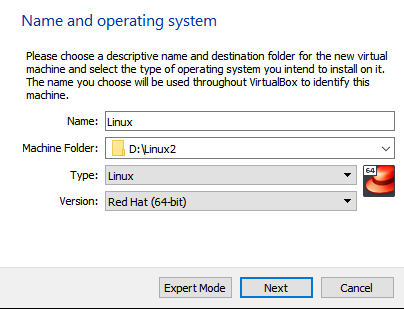 Name and operating system
Please choose a descriptive name and destination folder for the new virtual
machine and select the type of operating system you intend to install on it.
The name you choose will be used throughout VirtualBox to identify this
machine.
Name: Linux
Machine Folder: D:\Linux2
Type: Linux
64
Version: Red Hat (64-bit)
Expert Mode Next Cancel